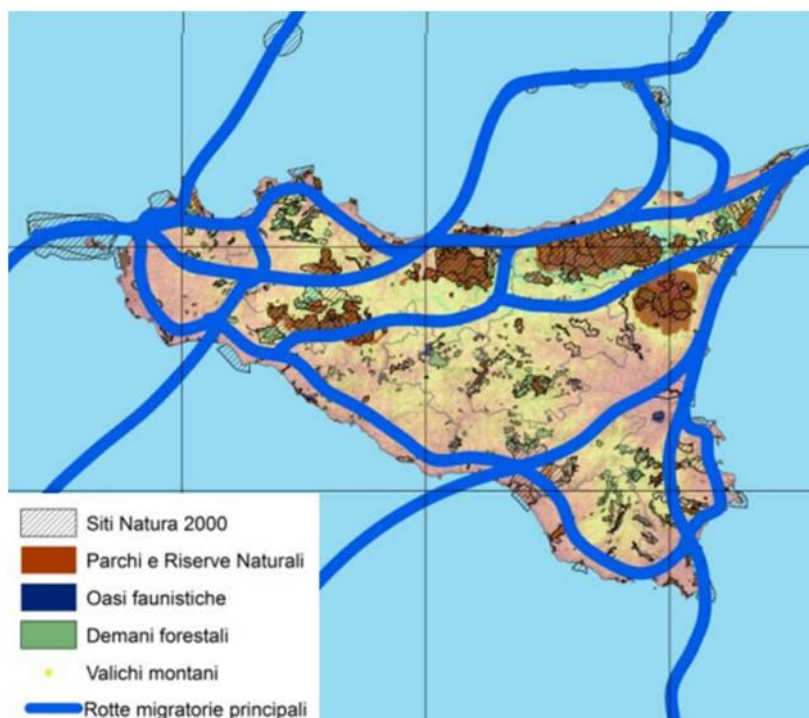 Siti Natura 2000
Parchi e Riserve Naturali
Oasi faunistiche
Demani forestali
Valichi montani
Rotte migratorie principali